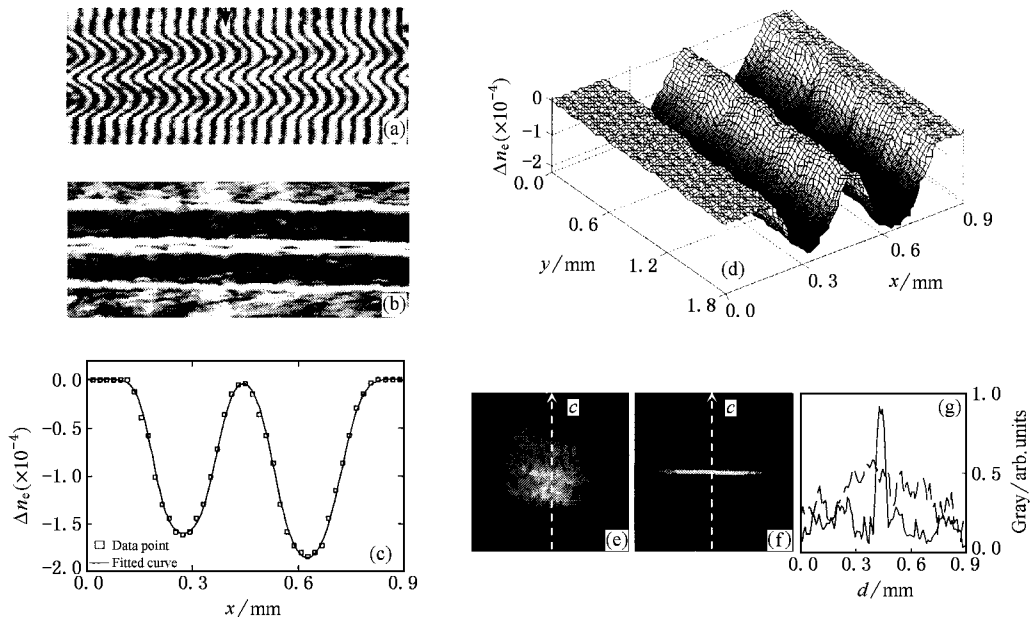 (a)
(b)
0.0
−0.5
−1.0
−1.5
−2.0
Δn_e(×10⁻⁴)
□ Data point
— Fitted curve
(c)
0.0 0.3 0.6 0.9
x/mm
0
−1
−2
Δn_e(×10⁻⁴)
0.0
0.6
1.2
1.8
y/mm
(d)
0.0
0.3
0.6
0.9
x/mm
c
(e)
c
(f)
(g)
1.0
0.5
0.0
Gray/arb. units
0.0 0.3 0.6 0.9
d/mm